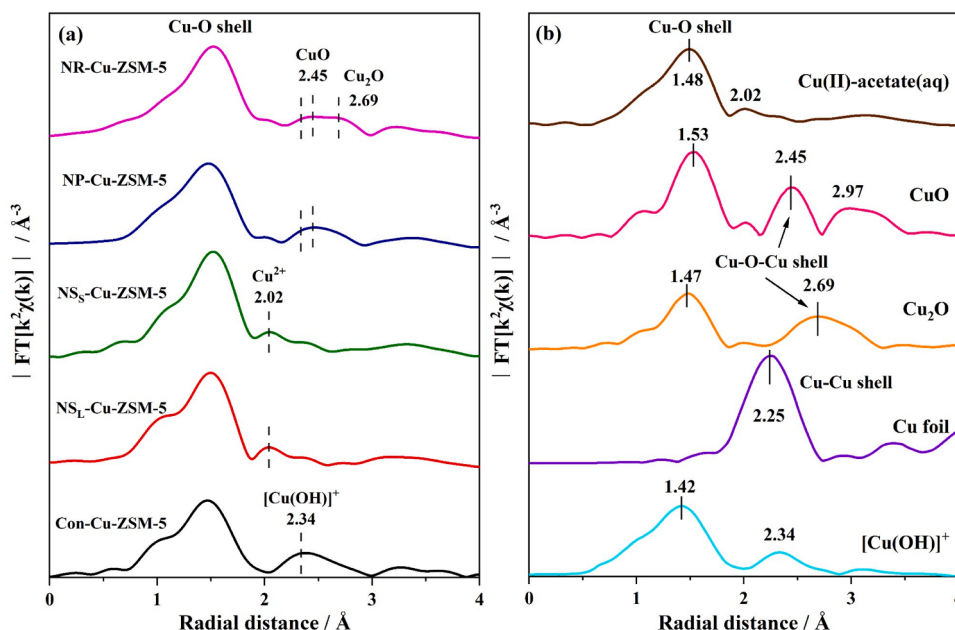 (a)
Cu-O shell
NR-Cu-ZSM-5
CuO
2.45
Cu₂O
2.69
NP-Cu-ZSM-5
NSₛ-Cu-ZSM-5
Cu²⁺
2.02
NS_L-Cu-ZSM-5
Con-Cu-ZSM-5
[Cu(OH)]⁺
2.34
| FT[k²χ(k)] | / Å⁻³
0 1 2 3 4
Radial distance / Å
(b)
Cu-O shell
Cu(II)-acetate(aq)
1.48
2.02
1.53
2.45
2.97
CuO
Cu-O-Cu shell
1.47
2.69
Cu₂O
Cu-Cu shell
2.25
Cu foil
1.42
2.34
[Cu(OH)]⁺
| FT[k²χ(k)] | / Å⁻³
0 1 2 3 4
Radial distance / Å